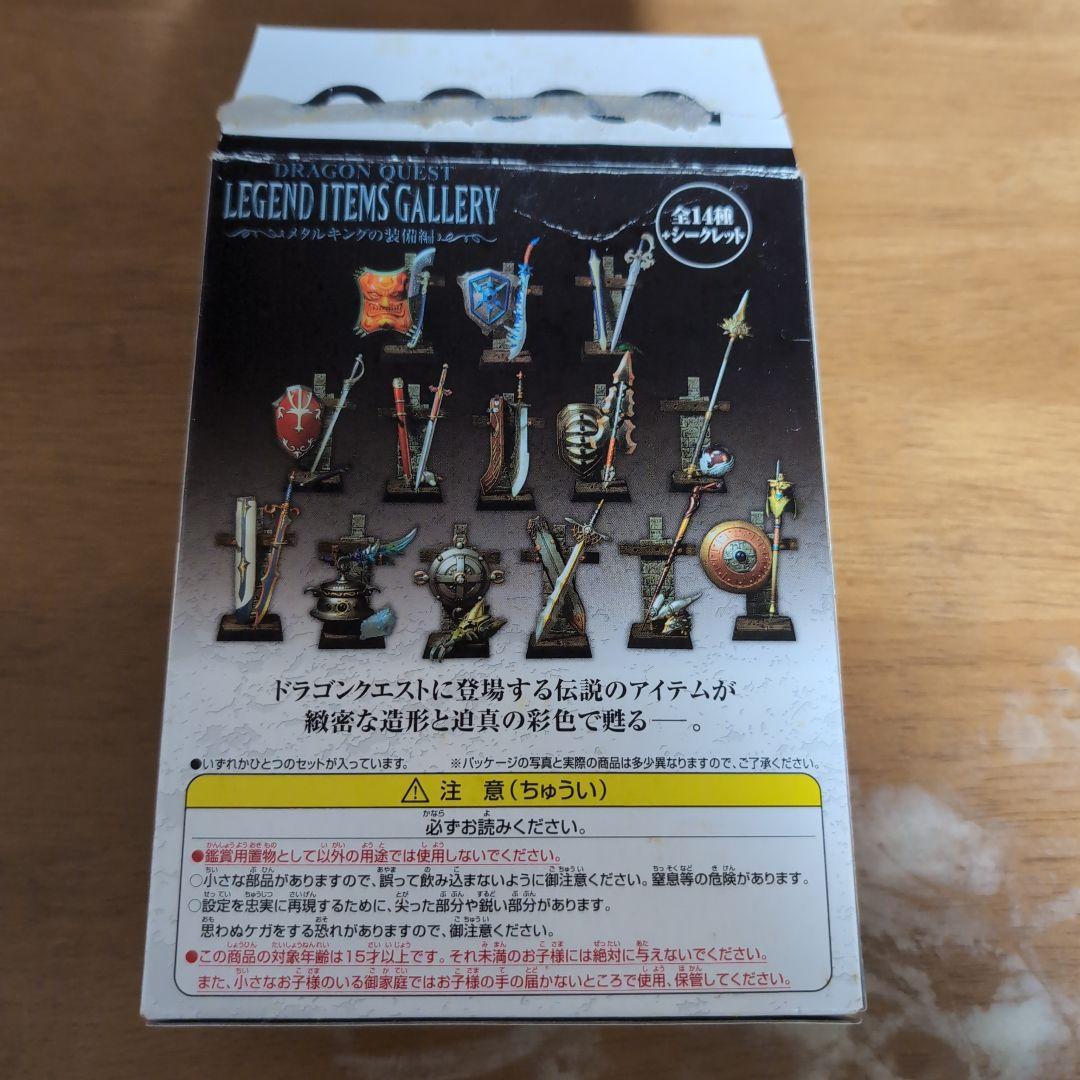 DRAGON QUEST
LEGEND ITEMS GALLERY
メタルキングの装備編
全14種
+シークレット
ドラゴンクエストに登場する伝説のアイテムが
緻密な造形と迫真の彩色で甦る──。
●いずれかひとつのセットが入っています。 ※パッケージの写真と実際の商品は多少異なりますので、ご了承ください。
⚠ 注 意(ちゅうい)
必ずお読みください。
●鑑賞用置物として以外の用途では使用しないでください。
○小さな部品がありますので、誤って飲み込まないように御注意ください。窒息等の危険があります。
○設定を忠実に再現するために、尖った部分や鋭い部分があります。
思わぬケガをする恐れがありますので、御注意ください。
●この商品の対象年齢は15才以上です。それ未満のお子様には絶対に与えないでください。
また、小さなお子様のいる御家庭ではお子様の手の届かないところで使用、保管してください。